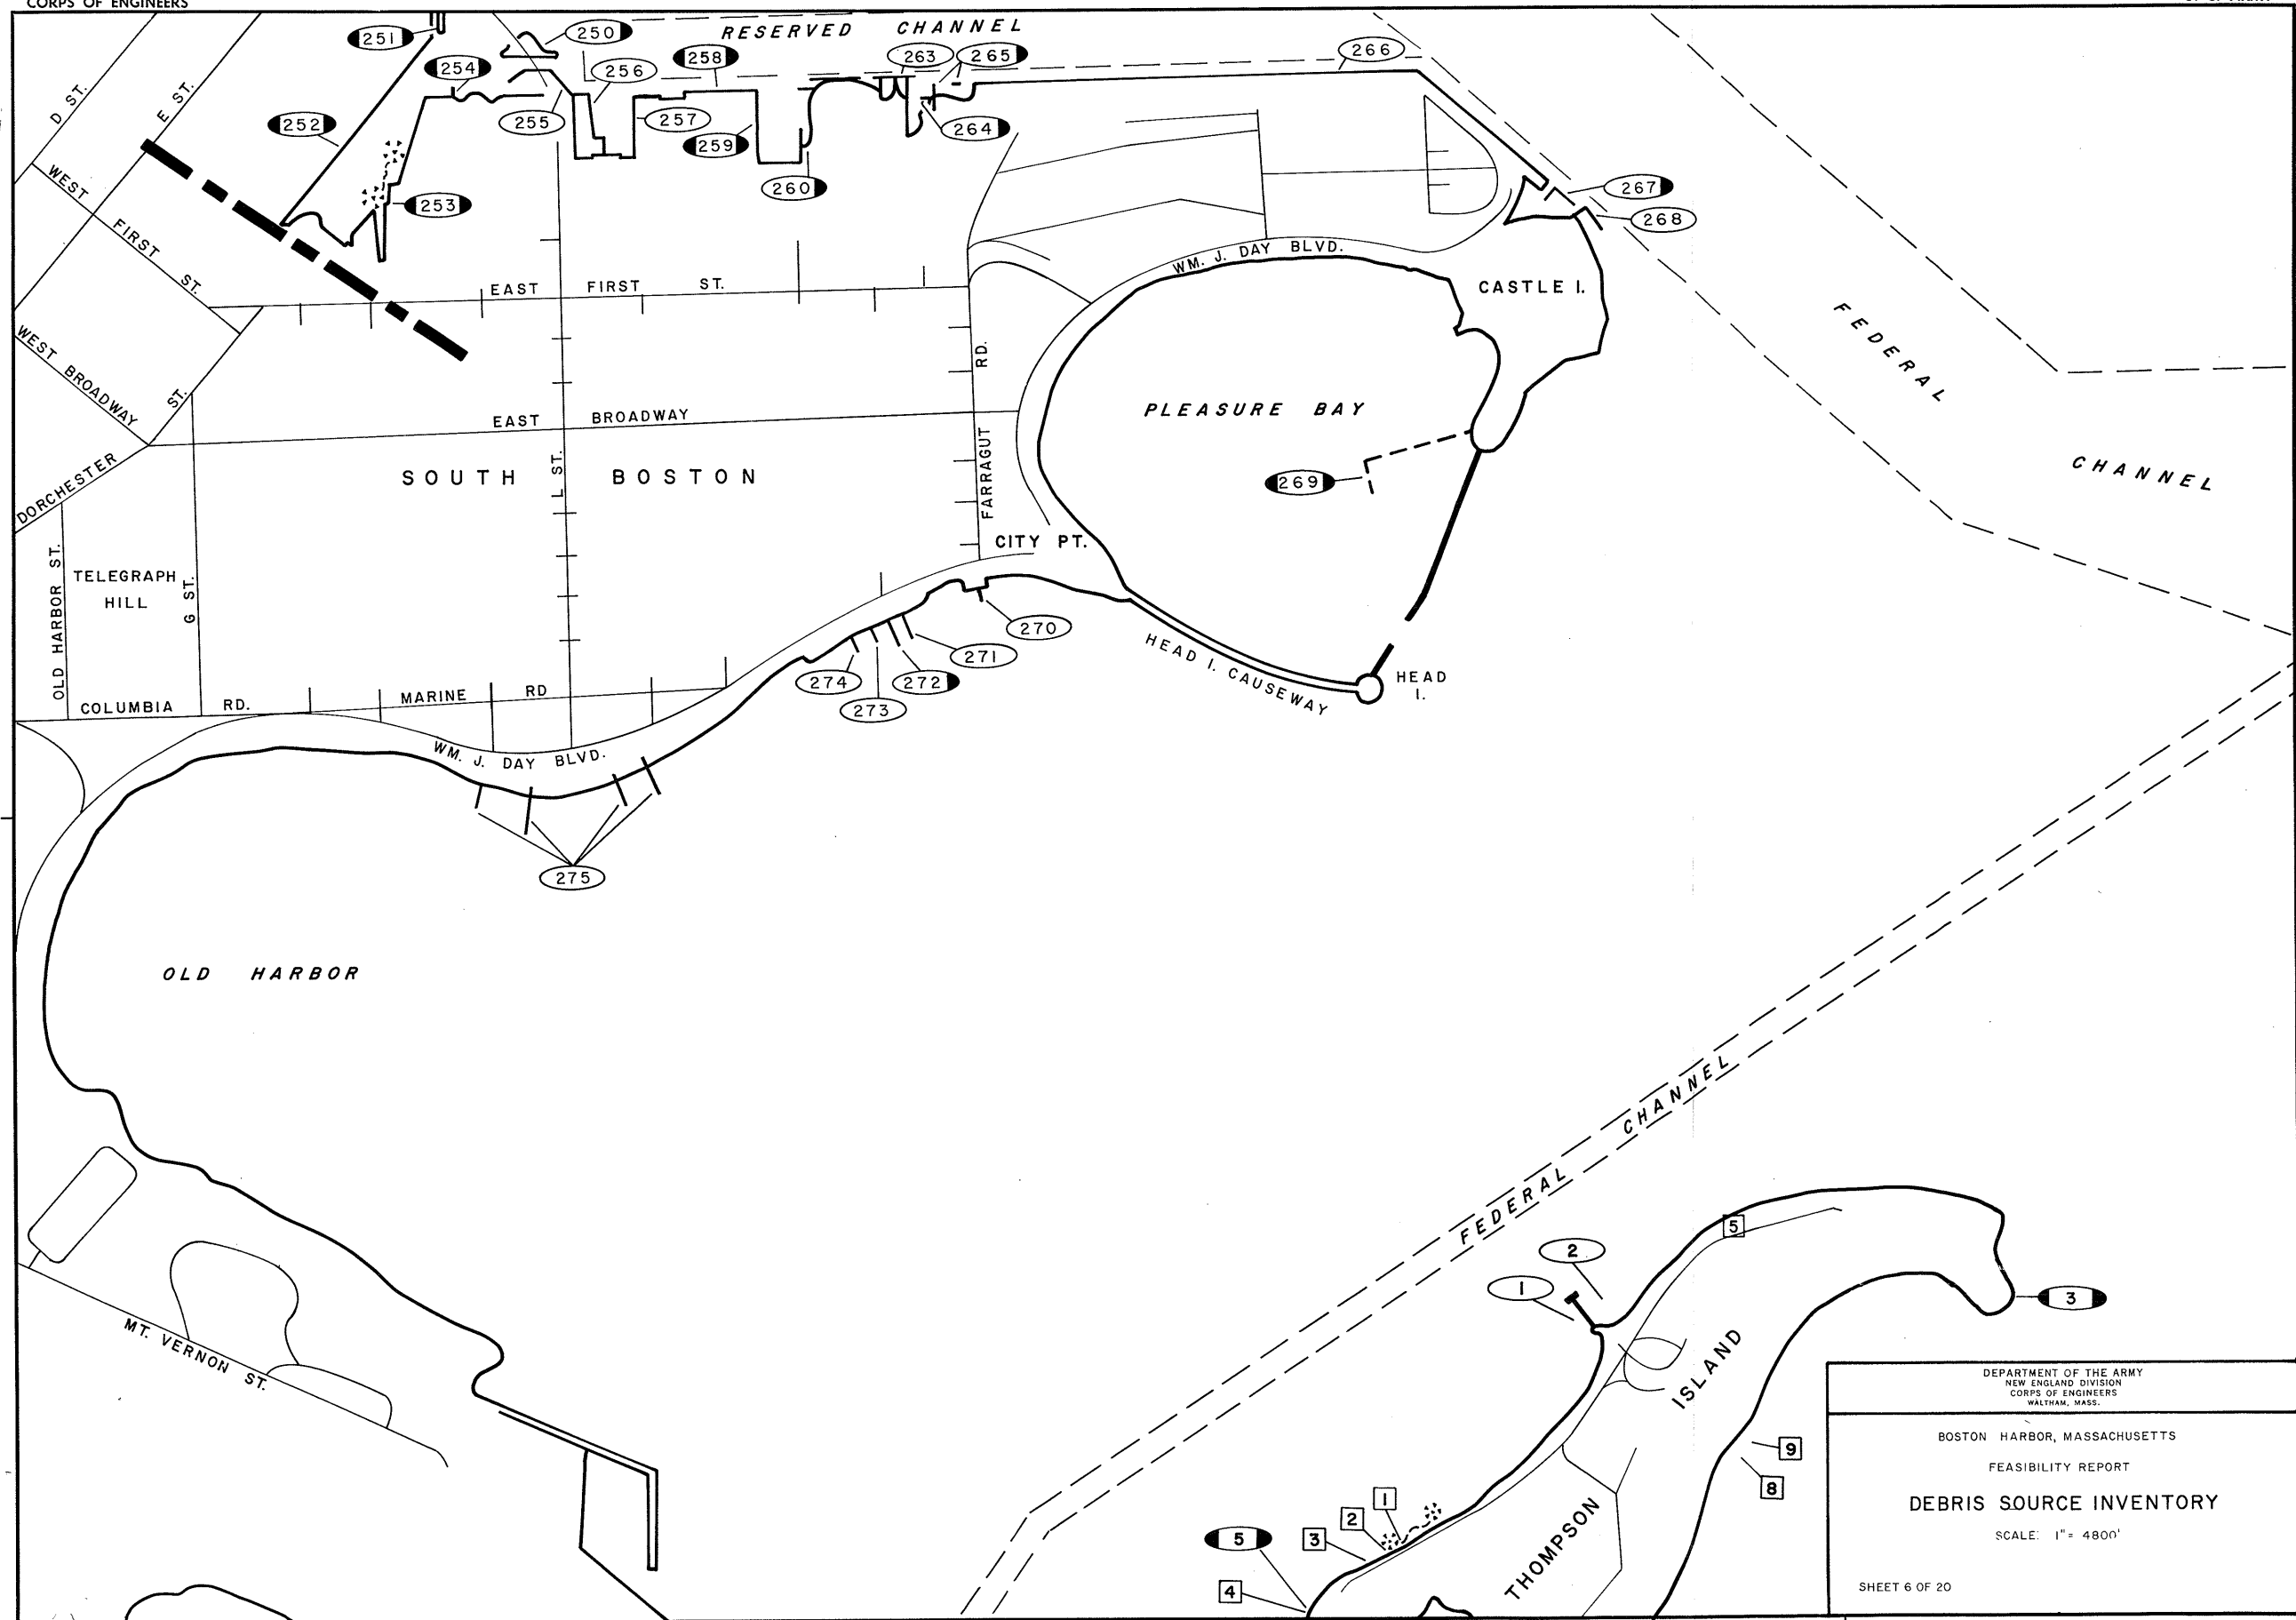 CORPS OF ENGINEERS
RESERVED CHANNEL
251
250
254
256
258
263
265
266
D ST.
E ST.
252
255
257
259
264
260
253
267
268
WEST FIRST ST.
WM. J. DAY BLVD.
CASTLE I.
EAST FIRST ST.
FEDERAL CHANNEL
WEST BROADWAY
ST.
FARRAGUT RD.
PLEASURE BAY
EAST BROADWAY
SOUTH BOSTON
L ST.
269
DORCHESTER
CITY PT.
OLD HARBOR ST.
TELEGRAPH
HILL
G ST.
270
271
272
273
274
HEAD I. CAUSEWAY
HEAD
I.
COLUMBIA RD.
MARINE RD
WM. J. DAY BLVD.
275
OLD HARBOR
FEDERAL CHANNEL
5
2
1
3
MT. VERNON ST.
THOMPSON ISLAND
9
8
1
2
3
5
4
DEPARTMENT OF THE ARMY
NEW ENGLAND DIVISION
CORPS OF ENGINEERS
WALTHAM, MASS.
BOSTON HARBOR, MASSACHUSETTS
FEASIBILITY REPORT
DEBRIS SOURCE INVENTORY
SCALE: 1"= 4800'
SHEET 6 OF 20